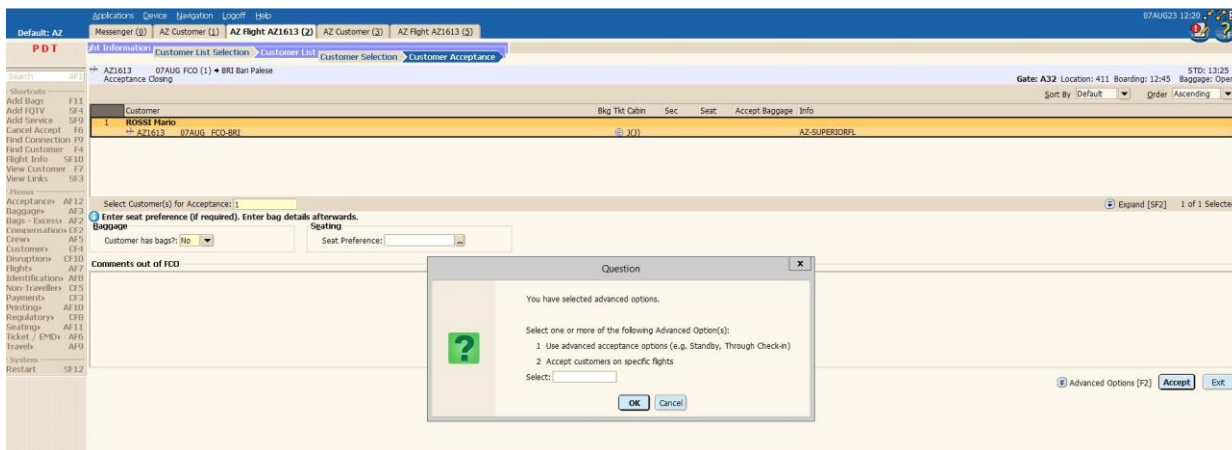 Applications Device Navigation Logoff Help
07AUG23 12:20
Default: AZ
Messenger (0) AZ Customer (1) AZ Flight AZ1613 (2) AZ Customer (3) AZ Flight AZ1613 (5)
PDT
ght Information Customer List Selection Customer List Customer Selection Customer Acceptance
Search AF1
AZ1613 07AUG FCO (1) BRI Bari Palese
STD: 13:25
Acceptance Closing
Gate: A32 Location: 411 Boarding: 12:45 Baggage: Oper
Sort By Default Order Ascending
Shortcuts
Add Bags F11
Add FQTV SF4
Add Service SF9
Cancel Accept F6
Find Connection F9
Find Customer F4
Flight Info SF10
View Customer F7
View Links SF3
Menus
Acceptance AF12
Baggage AF3
Bags - Excess AF2
Compensation CF2
Crew AF5
Customer CF4
Disruption CF10
Flight AF7
Identification AF8
Non-Traveller CF5
Payment CF3
Printing AF10
Regulatory CF8
Seating AF11
Ticket / EMD AF6
Travel AF9
System
Restart SF12
Customer Bkg Tkt Cabin Sec Seat Accept Baggage Info
1 ROSSI Mario
AZ1613 07AUG FCO-BRI J(J) AZ-SUPERIORFL
Select Customer(s) for Acceptance: 1
Expand [SF2] 1 of 1 Selecte
Enter seat preference (if required). Enter bag details afterwards.
Baggage Seating
Customer has bags?: No Seat Preference:
Comments out of FCO
Question x
You have selected advanced options.
Select one or more of the following Advanced Option(s):
1 Use advanced acceptance options (e.g. Standby, Through Check-in)
2 Accept customers on specific flights
Select:
OK Cancel
Advanced Options [F2] Accept Exit